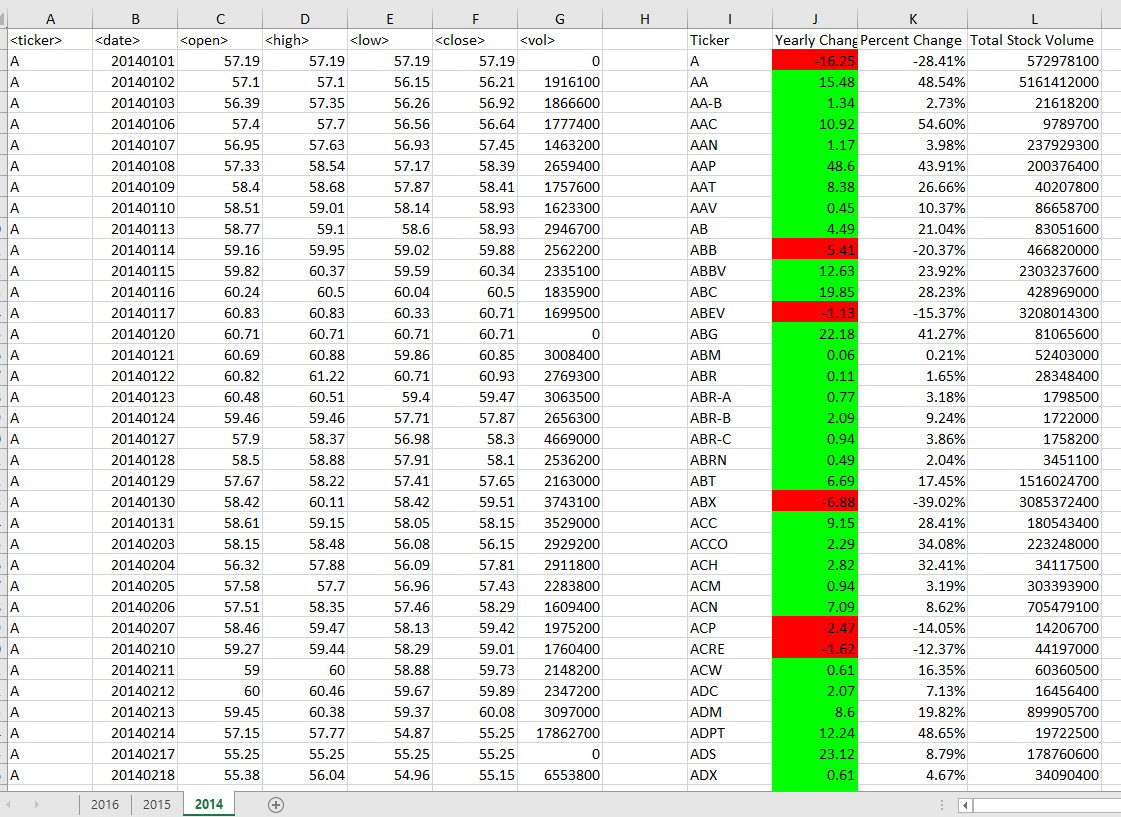 A B C D E F G H I J K L
<ticker> <date> <open> <high> <low> <close> <vol> Ticker Yearly Chang Percent Change Total Stock Volume
A 20140101 57.19 57.19 57.19 57.19 0 A -16.25 -28.41% 572978100
A 20140102 57.1 57.1 56.15 56.21 1916100 AA 15.48 48.54% 5161412000
A 20140103 56.39 57.35 56.26 56.92 1866600 AA-B 1.34 2.73% 21618200
A 20140106 57.4 57.7 56.56 56.64 1777400 AAC 10.92 54.60% 9789700
A 20140107 56.95 57.63 56.93 57.45 1463200 AAN 1.17 3.98% 237929300
A 20140108 57.33 58.54 57.17 58.39 2659400 AAP 48.6 43.91% 200376400
A 20140109 58.4 58.68 57.87 58.41 1757600 AAT 8.38 26.66% 40207800
A 20140110 58.51 59.01 58.14 58.93 1623300 AAV 0.45 10.37% 86658700
A 20140113 58.77 59.1 58.6 58.93 2946700 AB 4.49 21.04% 83051600
A 20140114 59.16 59.95 59.02 59.88 2562200 ABB -5.41 -20.37% 466820000
A 20140115 59.82 60.37 59.59 60.34 2335100 ABBV 12.63 23.92% 2303237600
A 20140116 60.24 60.5 60.04 60.5 1835900 ABC 19.85 28.23% 428969000
A 20140117 60.83 60.83 60.33 60.71 1699500 ABEV -1.13 -15.37% 3208014300
A 20140120 60.71 60.71 60.71 60.71 0 ABG 22.18 41.27% 81065600
A 20140121 60.69 60.88 59.86 60.85 3008400 ABM 0.06 0.21% 52403000
A 20140122 60.82 61.22 60.71 60.93 2769300 ABR 0.11 1.65% 28348400
A 20140123 60.48 60.51 59.4 59.47 3063500 ABR-A 0.77 3.18% 1798500
A 20140124 59.46 59.46 57.71 57.87 2656300 ABR-B 2.09 9.24% 1722000
A 20140127 57.9 58.37 56.98 58.3 4669000 ABR-C 0.94 3.86% 1758200
A 20140128 58.5 58.88 57.91 58.1 2536200 ABRN 0.49 2.04% 3451100
A 20140129 57.67 58.22 57.41 57.65 2163000 ABT 6.69 17.45% 1516024700
A 20140130 58.42 60.11 58.42 59.51 3743100 ABX -6.88 -39.02% 3085372400
A 20140131 58.61 59.15 58.05 58.15 3529000 ACC 9.15 28.41% 180543400
A 20140203 58.15 58.48 56.08 56.15 2929200 ACCO 2.29 34.08% 223248000
A 20140204 56.32 57.88 56.09 57.81 2911800 ACH 2.82 32.41% 34117500
A 20140205 57.58 57.7 56.96 57.43 2283800 ACM 0.94 3.19% 303393900
A 20140206 57.51 58.35 57.46 58.29 1609400 ACN 7.09 8.62% 705479100
A 20140207 58.46 59.47 58.13 59.42 1975200 ACP -2.47 -14.05% 14206700
A 20140210 59.27 59.44 58.29 59.01 1760400 ACRE -1.62 -12.37% 44197000
A 20140211 59 60 58.88 59.73 2148200 ACW 0.61 16.35% 60360500
A 20140212 60 60.46 59.67 59.89 2347200 ADC 2.07 7.13% 16456400
A 20140213 59.45 60.38 59.37 60.08 3097000 ADM 8.6 19.82% 899905700
A 20140214 57.15 57.77 54.87 55.25 17862700 ADPT 12.24 48.65% 19722500
A 20140217 55.25 55.25 55.25 55.25 0 ADS 23.12 8.79% 178760600
A 20140218 55.38 56.04 54.96 55.15 6553800 ADX 0.61 4.67% 34090400
2016 2015 2014